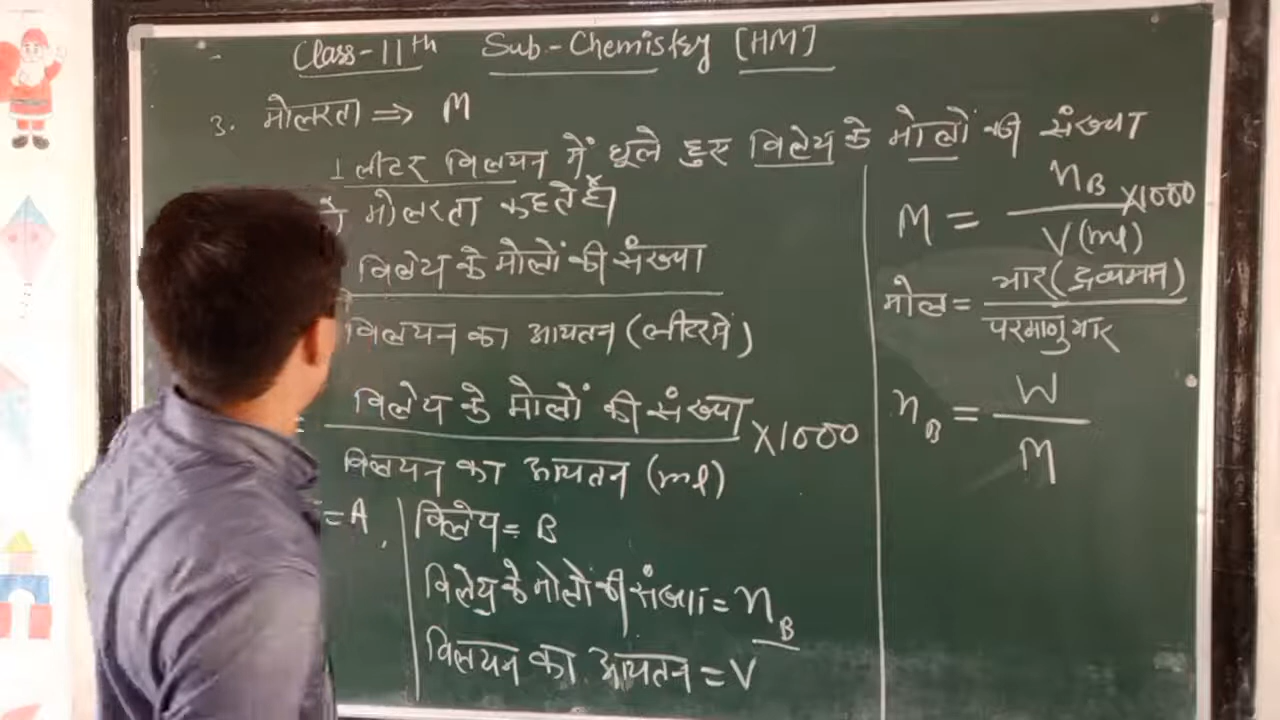 Class-11th Sub-Chemistry [HM]
3. मोलरता ⇒ M
1 लीटर विलयन में घूले हुए विलेय के मोलों की संख्या
मोलरता कहते हैं
विलेय के मोलों की संख्या
विलयन का आयतन (लीटर में)
= विलेय के मोलों की संख्या ×1000
विलयन का आयतन (ml)
= A, विलेय = B
विलेय के मोलों की संख्या = nB
विलयन का आयतन = V
M = nB ×1000
V(ml)
मोल = भार (द्रव्यमान)
परमाणु भार
nB = W
M